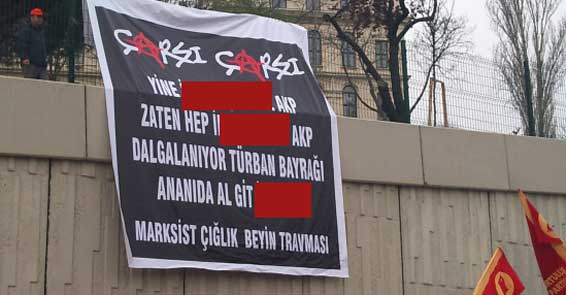 ÇARŞI ÇARŞI
YİNE AKP
ZATEN HEP AKP
DALGALANIYOR TÜRBAN BAYRAĞI
ANANIDA AL GİT
MARKSİST ÇIĞLIK BEYİN TRAVMASI